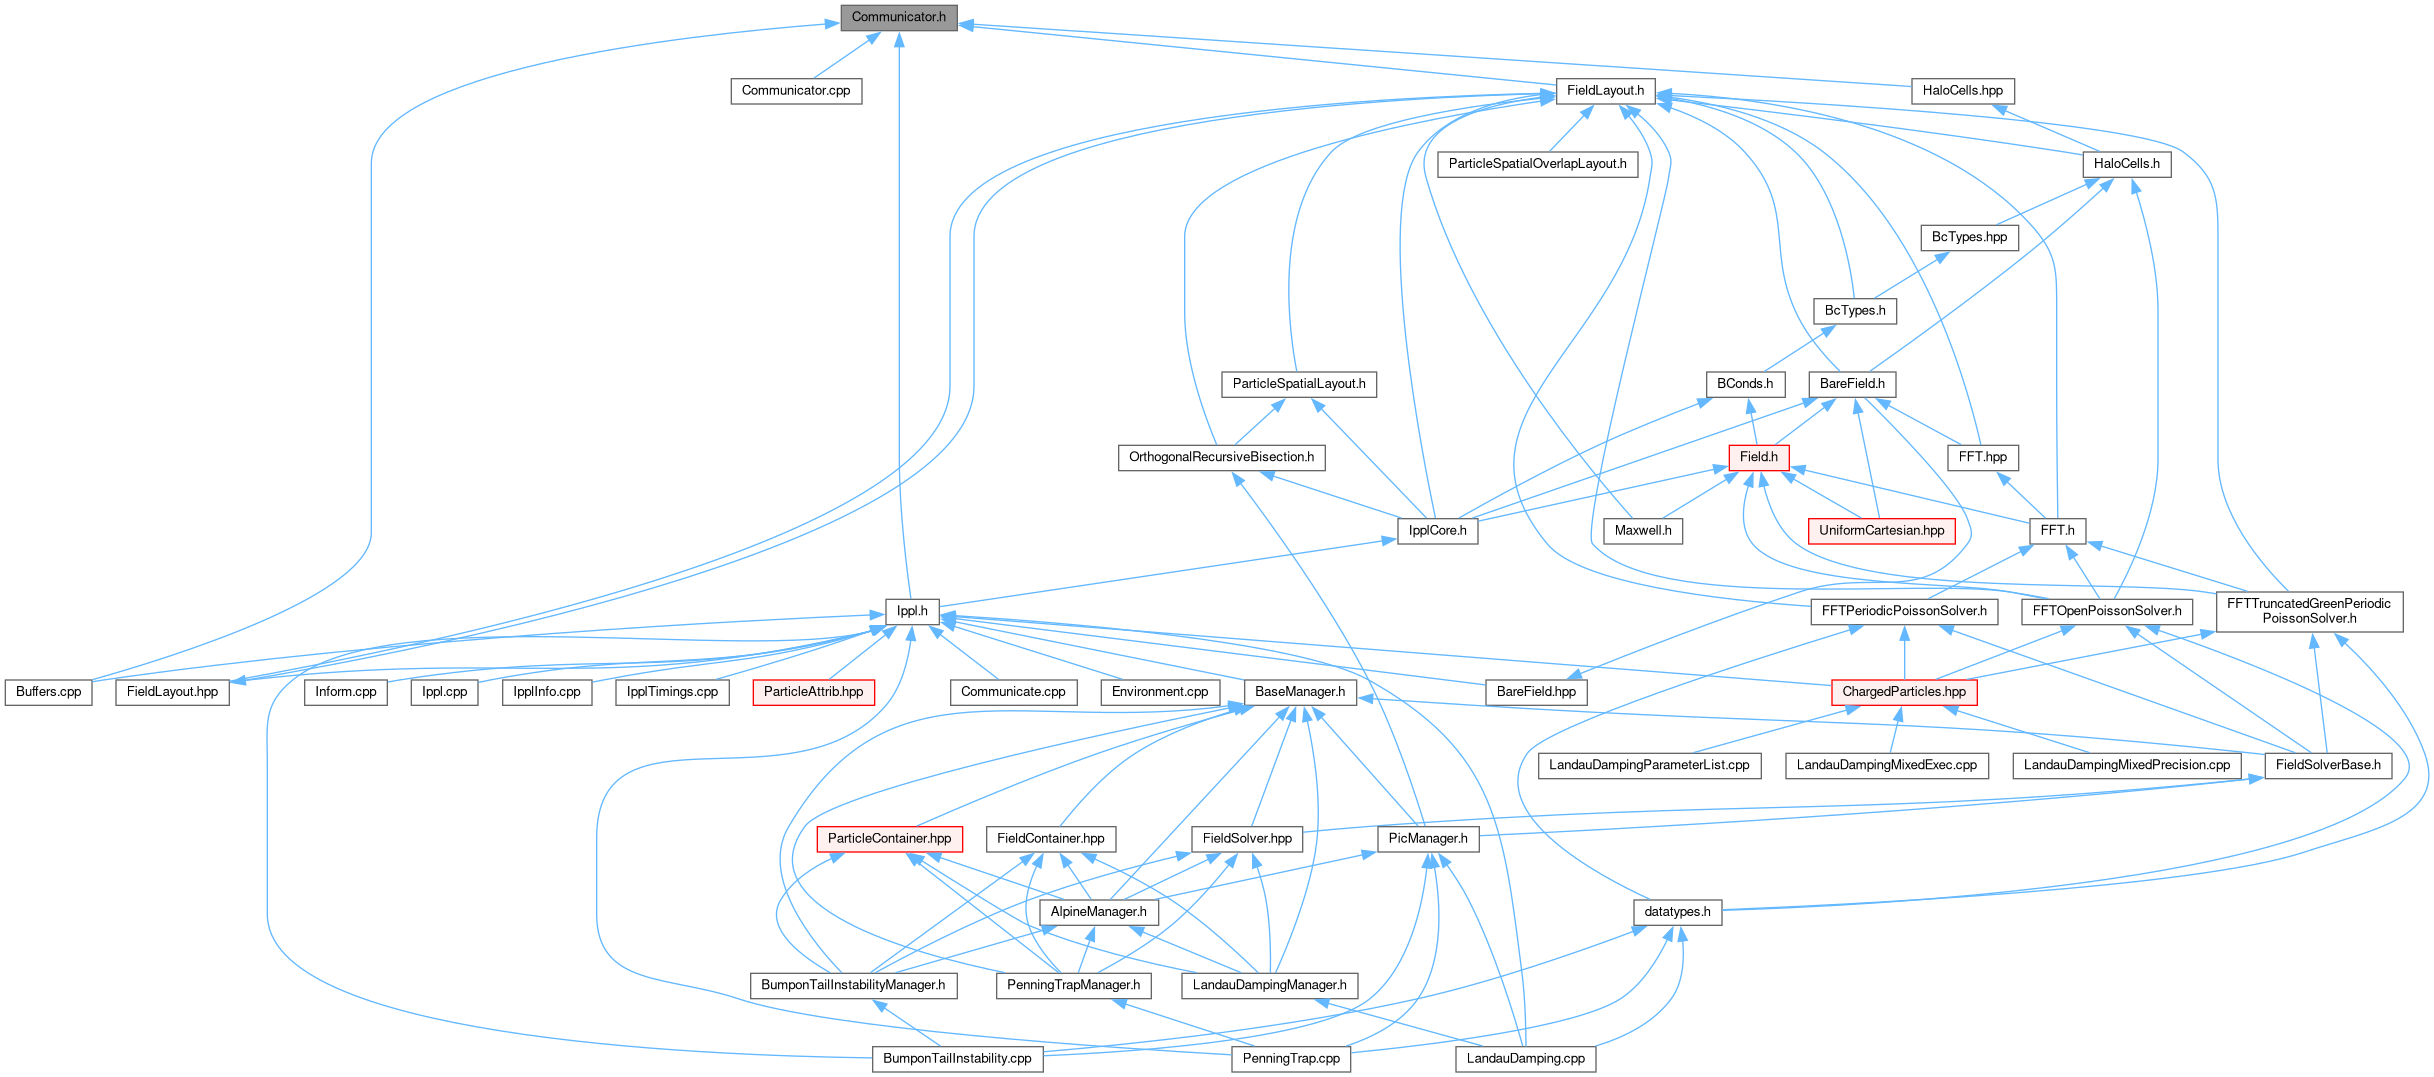 Communicator.h
Communicator.cpp
FieldLayout.h
HaloCells.hpp
ParticleSpatialOverlapLayout.h
HaloCells.h
BcTypes.hpp
BcTypes.h
ParticleSpatialLayout.h
BConds.h
BareField.h
OrthogonalRecursiveBisection.h
Field.h
FFT.hpp
IpplCore.h
Maxwell.h
UniformCartesian.hpp
FFT.h
Ippl.h
FFTPeriodicPoissonSolver.h
FFTOpenPoissonSolver.h
FFTTruncatedGreenPeriodic
PoissonSolver.h
Buffers.cpp
FieldLayout.hpp
Inform.cpp
Ippl.cpp
IpplInfo.cpp
IpplTimings.cpp
ParticleAttrib.hpp
Communicate.cpp
Environment.cpp
BaseManager.h
BareField.hpp
ChargedParticles.hpp
LandauDampingParameterList.cpp
LandauDampingMixedExec.cpp
LandauDampingMixedPrecision.cpp
FieldSolverBase.h
ParticleContainer.hpp
FieldContainer.hpp
FieldSolver.hpp
PicManager.h
AlpineManager.h
datatypes.h
BumponTailInstabilityManager.h
PenningTrapManager.h
LandauDampingManager.h
BumponTailInstability.cpp
PenningTrap.cpp
LandauDamping.cpp